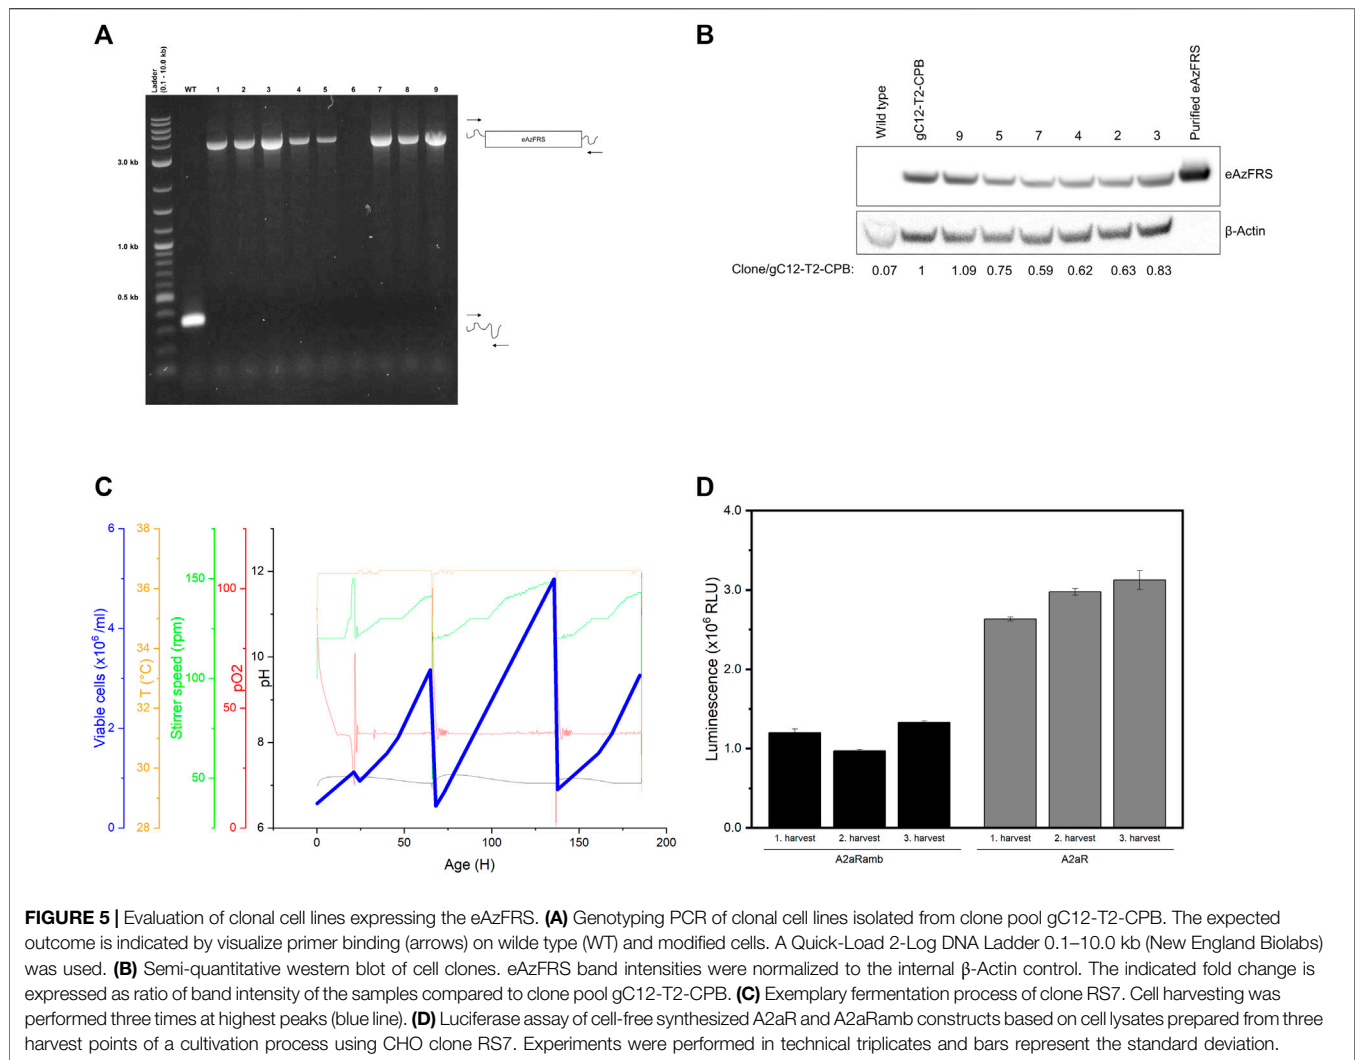 A
Ladder
(0.1 - 10.0 kb)
WT 1 2 3 4 5 6 7 8 9
3.0 kb
1.0 kb
0.5 kb
eAzFRS
B
Wild type
gC12-T2-CPB
9 5 7 4 2 3
Purified eAzFRS
eAzFRS
β-Actin
Clone/gC12-T2-CPB: 0.07 1 1.09 0.75 0.59 0.62 0.63 0.83
C
Viable cells (x10⁶ /ml)
6
4
2
0
T (°C)
38
36
34
32
30
28
Stirrer speed (rpm)
150
100
50
pO2
100
50
0
pH
12
10
8
6
0 50 100 150 200
Age (H)
D
Luminescence (x10⁶ RLU)
4.0
3.0
2.0
1.0
0.0
1. harvest 2. harvest 3. harvest 1. harvest 2. harvest 3. harvest
A2aRamb A2aR
FIGURE 5 | Evaluation of clonal cell lines expressing the eAzFRS. (A) Genotyping PCR of clonal cell lines isolated from clone pool gC12-T2-CPB. The expected
outcome is indicated by visualize primer binding (arrows) on wilde type (WT) and modified cells. A Quick-Load 2-Log DNA Ladder 0.1–10.0 kb (New England Biolabs)
was used. (B) Semi-quantitative western blot of cell clones. eAzFRS band intensities were normalized to the internal β-Actin control. The indicated fold change is
expressed as ratio of band intensity of the samples compared to clone pool gC12-T2-CPB. (C) Exemplary fermentation process of clone RS7. Cell harvesting was
performed three times at highest peaks (blue line). (D) Luciferase assay of cell-free synthesized A2aR and A2aRamb constructs based on cell lysates prepared from three
harvest points of a cultivation process using CHO clone RS7. Experiments were performed in technical triplicates and bars represent the standard deviation.